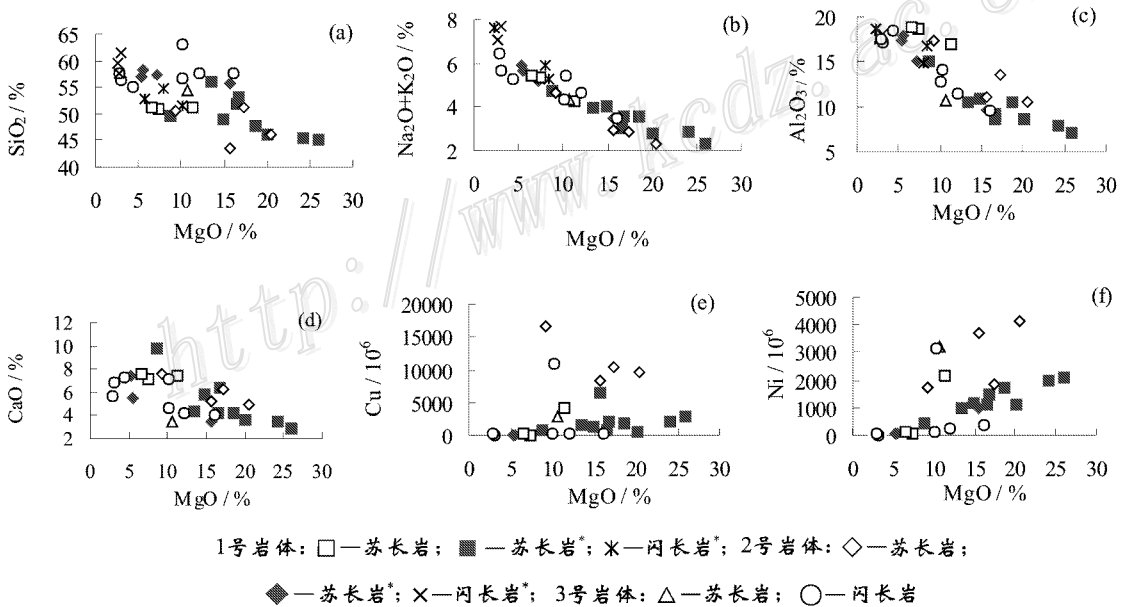 (a)
65
60
55
50
45
40
SiO₂ / %
0 5 10 15 20 25 30
MgO / %
(b)
8
6
4
2
Na₂O+K₂O / %
0 5 10 15 20 25 30
MgO / %
(c)
20
15
10
5
Al₂O₃ / %
0 5 10 15 20 25 30
MgO / %
(d)
12
10
8
6
4
2
CaO / %
0 5 10 15 20 25 30
MgO / %
(e)
20000
15000
10000
5000
0
Cu / 10⁶
0 5 10 15 20 25 30
MgO / %
(f)
5000
4000
3000
2000
1000
0
Ni / 10⁶
0 5 10 15 20 25 30
MgO / %
1号岩体: □—苏长岩; ■—苏长岩*; ж—闪长岩*; 2号岩体: ◇—苏长岩;
◆—苏长岩*; ×—闪长岩*; 3号岩体: △—苏长岩; ○—闪长岩
http://www.kcdz.ac.c